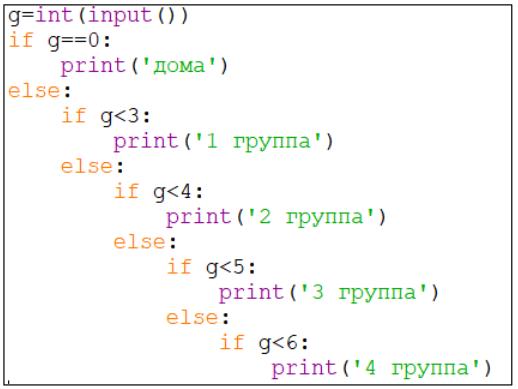 g=int(input())
if g==0:
    print('дома')
else:
    if g<3:
        print('1 группа')
    else:
        if g<4:
            print('2 группа')
        else:
            if g<5:
                print('3 группа')
            else:
                if g<6:
                    print('4 группа')